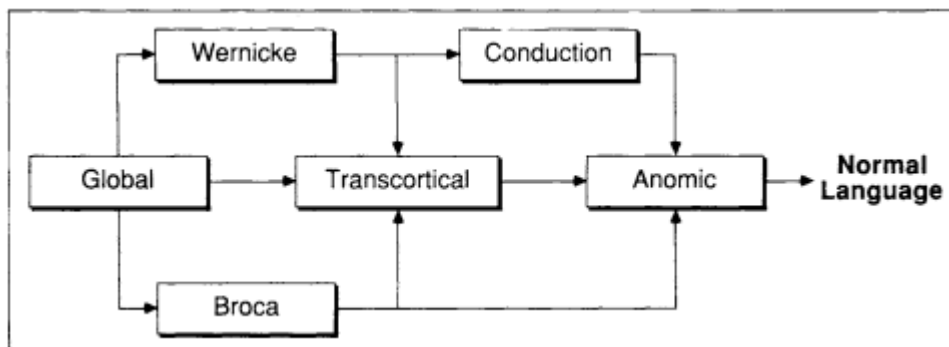 Wernicke
Conduction
Global
Transcortical
Anomic
Normal
Language
Broca